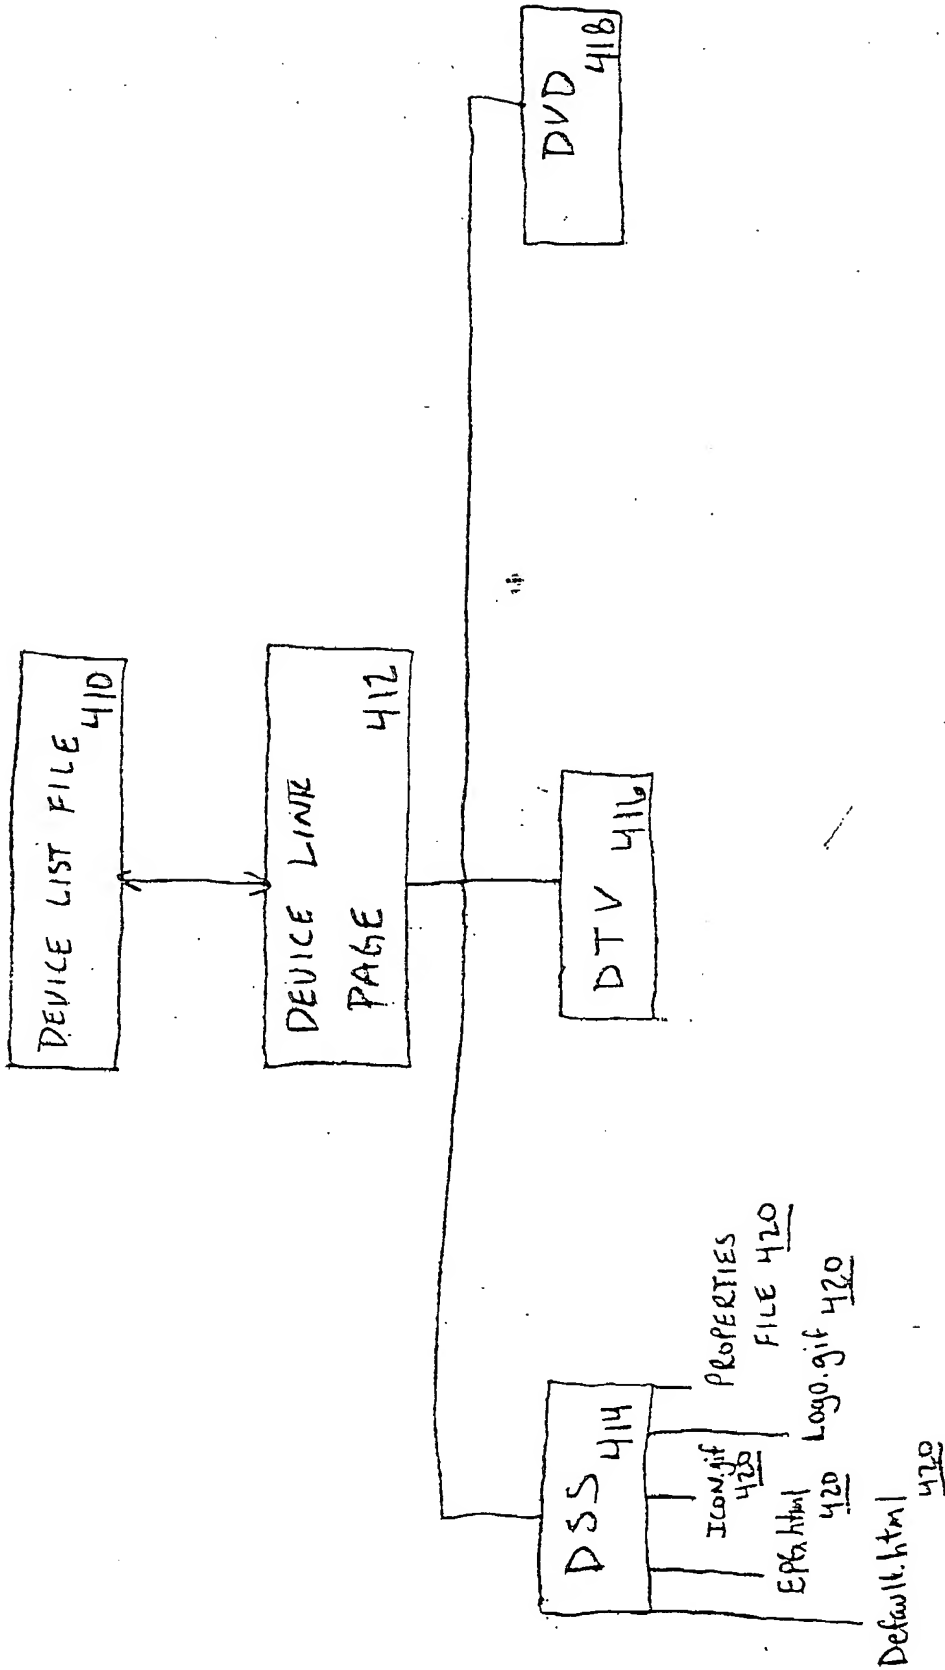 DEVICE LIST FILE
410
DEVICE LINK
PAGE
412
DSS
414
DTV
416
DVD
418
Default.html
420
EPG.html
420
ICON.gif
420
Logo.gif 420
PROPERTIES
FILE 420